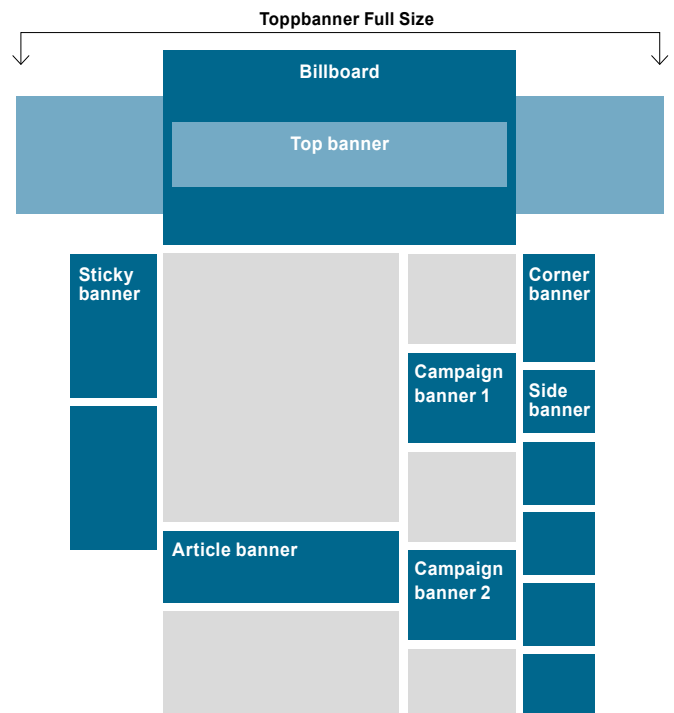 Toppbanner Full Size
Billboard
Top banner
Sticky
banner
Corner
banner
Campaign
banner 1
Side
banner
Article banner
Campaign
banner 2